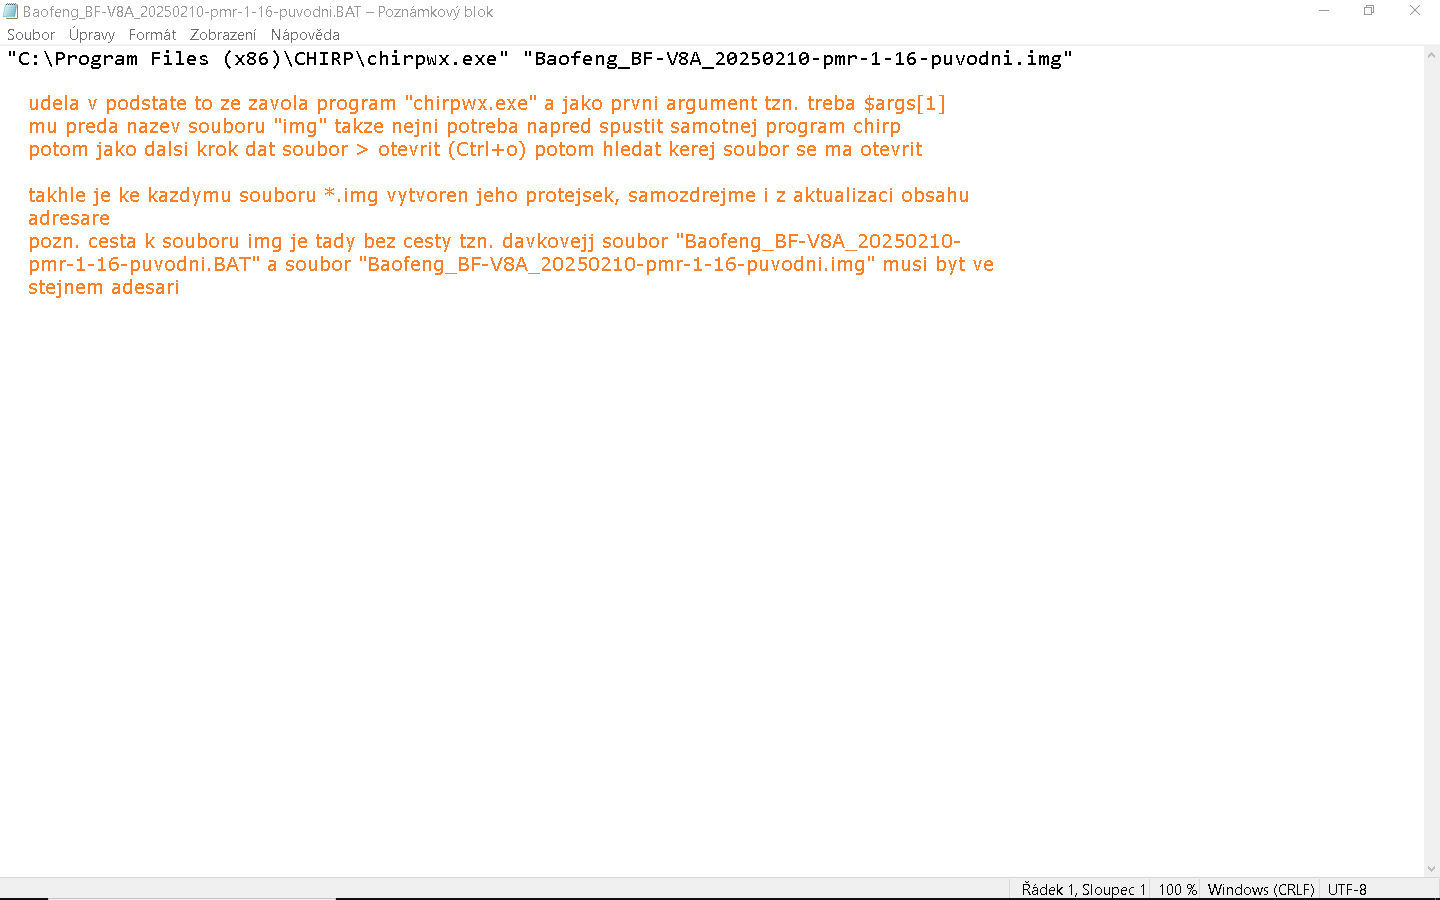 Baofeng_BF-V8A_20250210-pmr-1-16-puvodni.BAT – Poznámkový blok
Soubor Úpravy Formát Zobrazení Nápověda
"C:\Program Files (x86)\CHIRP\chirpwx.exe" "Baofeng_BF-V8A_20250210-pmr-1-16-puvodni.img"
udela v podstate to ze zavola program "chirpwx.exe" a jako prvni argument tzn. treba $args[1]
mu preda nazev souboru "img" takze nejni potreba napred spustit samotnej program chirp
potom jako dalsi krok dat soubor > otevrit (Ctrl+o) potom hledat kerej soubor se ma otevrit
takhle je ke kazdymu souboru *.img vytvoren jeho protejsek, samozdrejme i z aktualizaci obsahu
adresare
pozn. cesta k souboru img je tady bez cesty tzn. davkovejj soubor "Baofeng_BF-V8A_20250210-
pmr-1-16-puvodni.BAT" a soubor "Baofeng_BF-V8A_20250210-pmr-1-16-puvodni.img" musi byt ve
stejnem adesari
Řádek 1, Sloupec 1 100 % Windows (CRLF) UTF-8